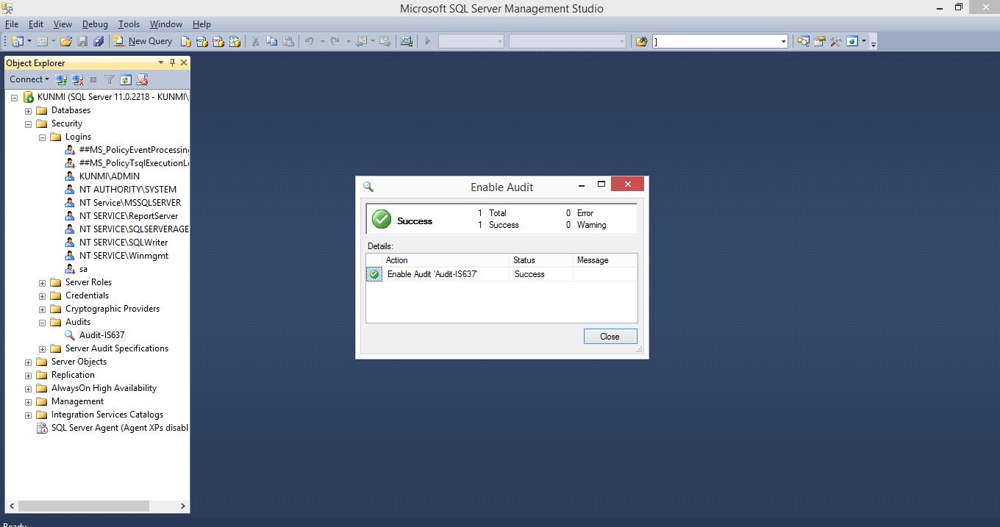 Microsoft SQL Server Management Studio
File Edit View Debug Tools Window Help
New Query ]
Object Explorer
Connect
KUNMI (SQL Server 11.0.2218 - KUNMI\
Databases
Security
Logins
##MS_PolicyEventProcessing
##MS_PolicyTsqlExecutionLo
KUNMI\ADMIN
NT AUTHORITY\SYSTEM
NT Service\MSSQLSERVER
NT SERVICE\ReportServer
NT SERVICE\SQLSERVERAGE
NT SERVICE\SQLWriter
NT SERVICE\Winmgmt
sa
Server Roles
Credentials
Cryptographic Providers
Audits
Audit-IS637
Server Audit Specifications
Server Objects
Replication
AlwaysOn High Availability
Management
Integration Services Catalogs
SQL Server Agent (Agent XPs disabl
Enable Audit
Success
1 Total 0 Error
1 Success 0 Warning
Details:
Action Status Message
Enable Audit 'Audit-IS637' Success
Close
Ready